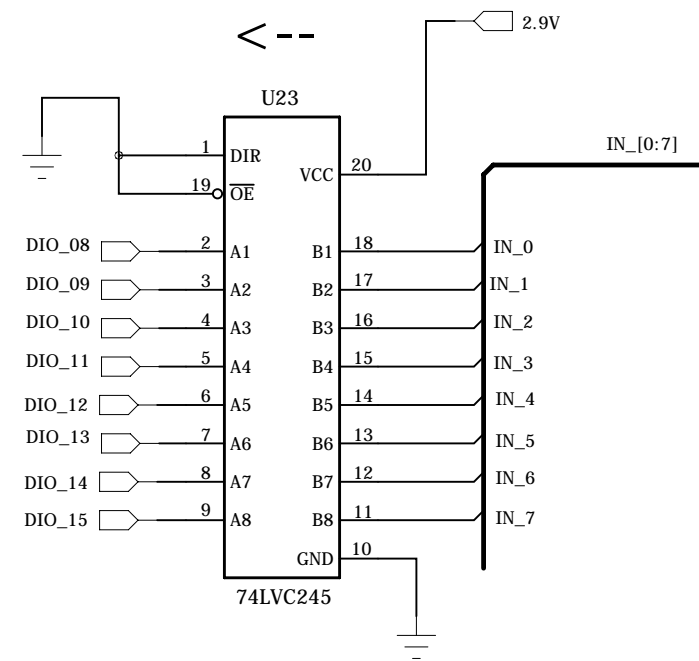 <--
2.9V
U23
IN_[0:7]
1 DIR
VCC 20
19 OE
DIO_08 2 A1 B1 18 IN_0
DIO_09 3 A2 B2 17 IN_1
DIO_10 4 A3 B3 16 IN_2
DIO_11 5 A4 B4 15 IN_3
DIO_12 6 A5 B5 14 IN_4
DIO_13 7 A6 B6 13 IN_5
DIO_14 8 A7 B7 12 IN_6
DIO_15 9 A8 B8 11 IN_7
GND 10
74LVC245